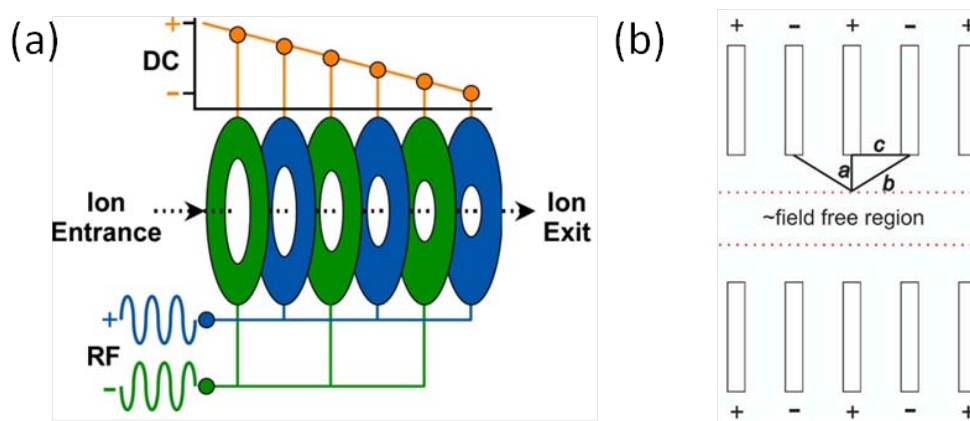 (a)
+
DC
-
Ion
Entrance
Ion
Exit
+
RF
-
(b)
+ - + - +
c
a
b
~field free region
+ - + - +